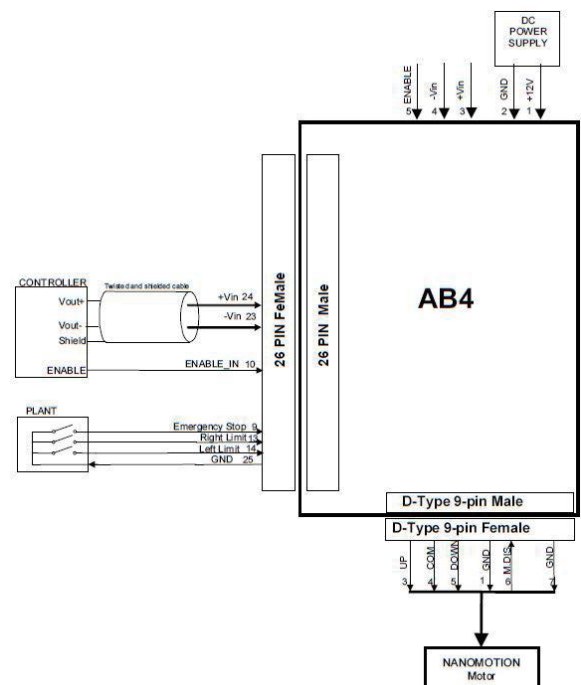 DC
POWER
SUPPLY
ENABLE
-Vin
+Vin
GND
+12V
5
4
3
2
1
CONTROLLER
Twisted and shielded cable
Vout+
Vout-
Shield
ENABLE
+Vin 24
-Vin 23
ENABLE_IN 10
PLANT
Emergency Stop 9
Right Limit 13
Left Limit 14
GND 25
26 PIN FeMale
26 PIN Male
AB4
D-Type 9-pin Male
D-Type 9-pin Female
UP
COM
DOWN
GND
M.DIS
GND
3
4
5
1
6
7
NANOMOTION
Motor